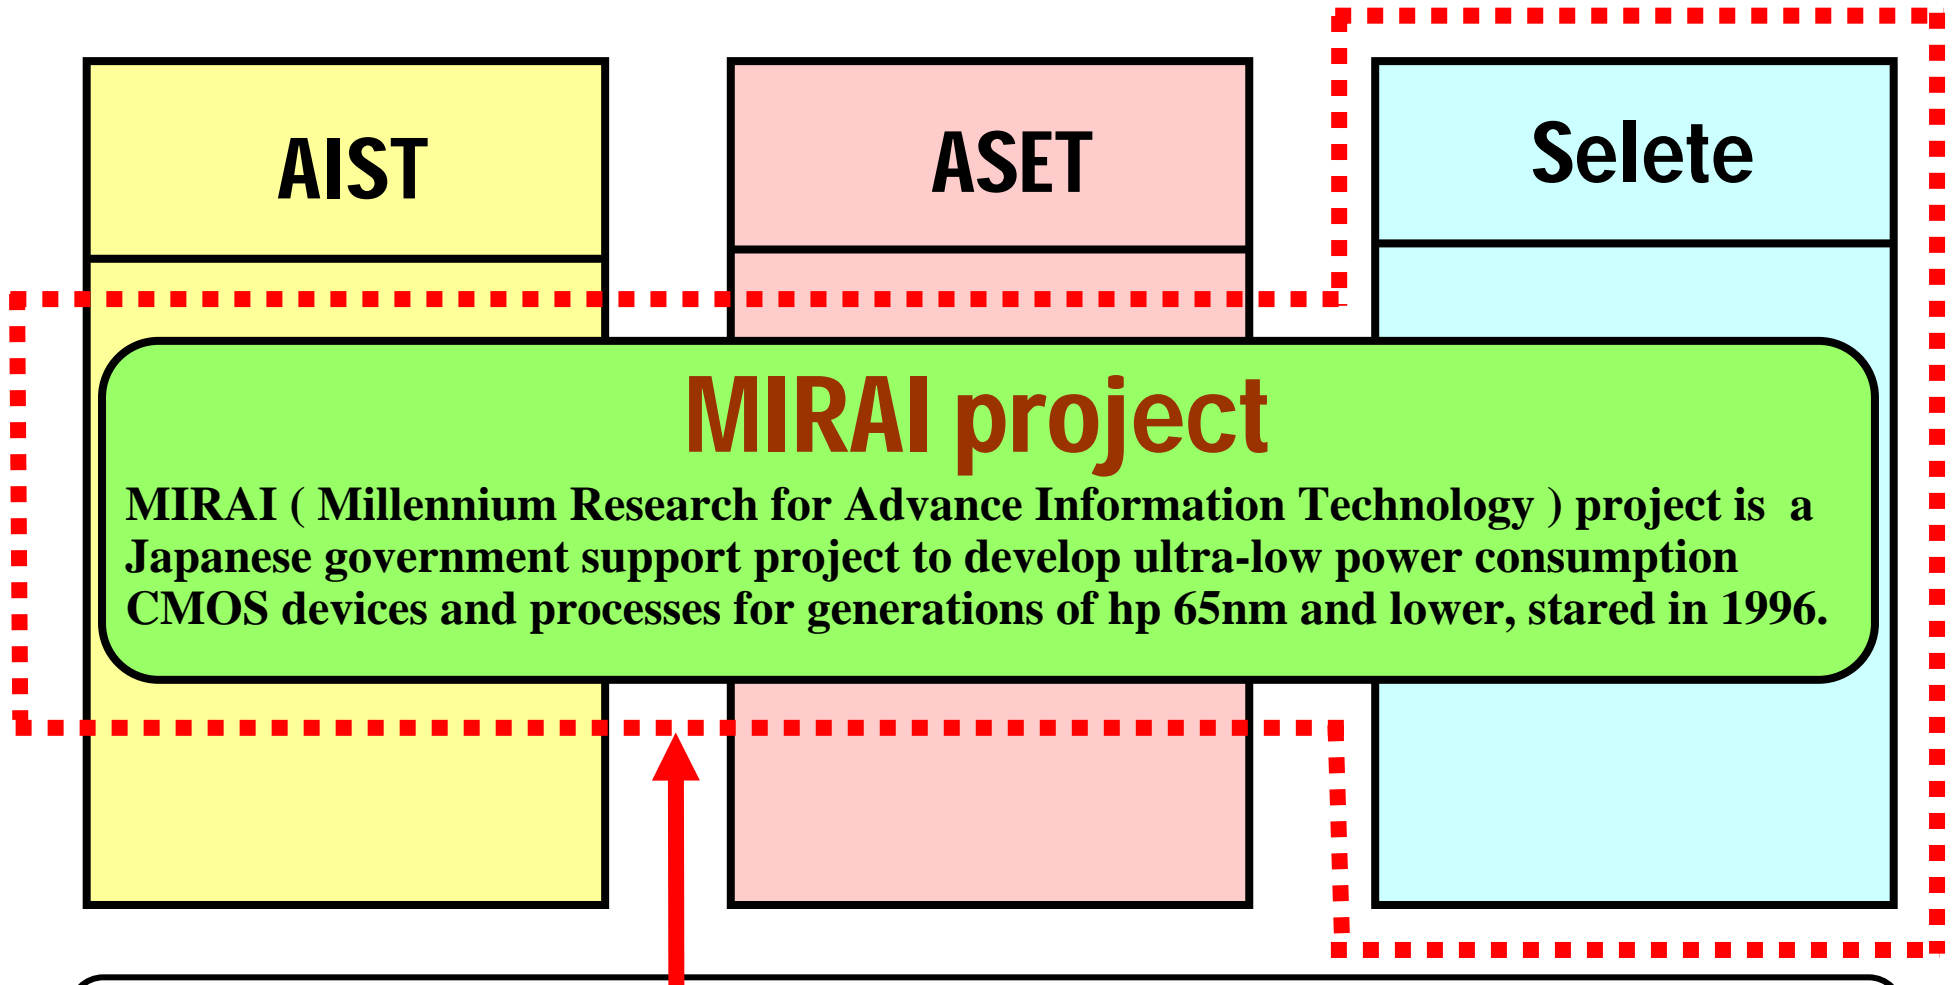 AIST
ASET
Selete
MIRAI project
MIRAI ( Millennium Research for Advance Information Technology ) project is a
Japanese government support project to develop ultra-low power consumption
CMOS devices and processes for generations of hp 65nm and lower, stared in 1996.